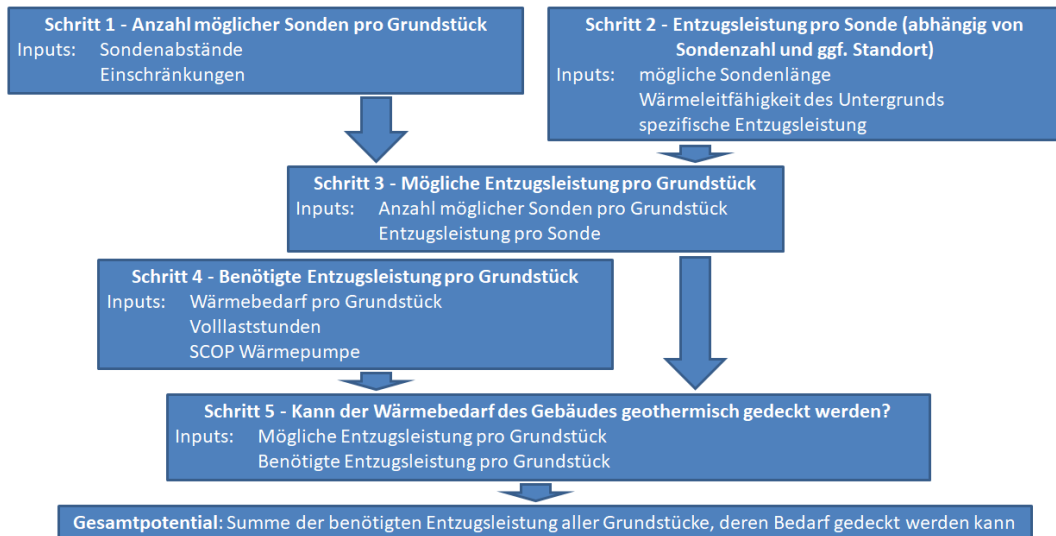 Schritt 1 - Anzahl möglicher Sonden pro Grundstück
Inputs: Sondenabstände
Einschränkungen
Schritt 2 - Entzugsleistung pro Sonde (abhängig von
Sondenzahl und ggf. Standort)
Inputs: mögliche Sondenlänge
Wärmeleitfähigkeit des Untergrunds
spezifische Entzugsleistung
Schritt 3 - Mögliche Entzugsleistung pro Grundstück
Inputs: Anzahl möglicher Sonden pro Grundstück
Entzugsleistung pro Sonde
Schritt 4 - Benötigte Entzugsleistung pro Grundstück
Inputs: Wärmebedarf pro Grundstück
Volllaststunden
SCOP Wärmepumpe
Schritt 5 - Kann der Wärmebedarf des Gebäudes geothermisch gedeckt werden?
Inputs: Mögliche Entzugsleistung pro Grundstück
Benötigte Entzugsleistung pro Grundstück
Gesamtpotential: Summe der benötigten Entzugsleistung aller Grundstücke, deren Bedarf gedeckt werden kann